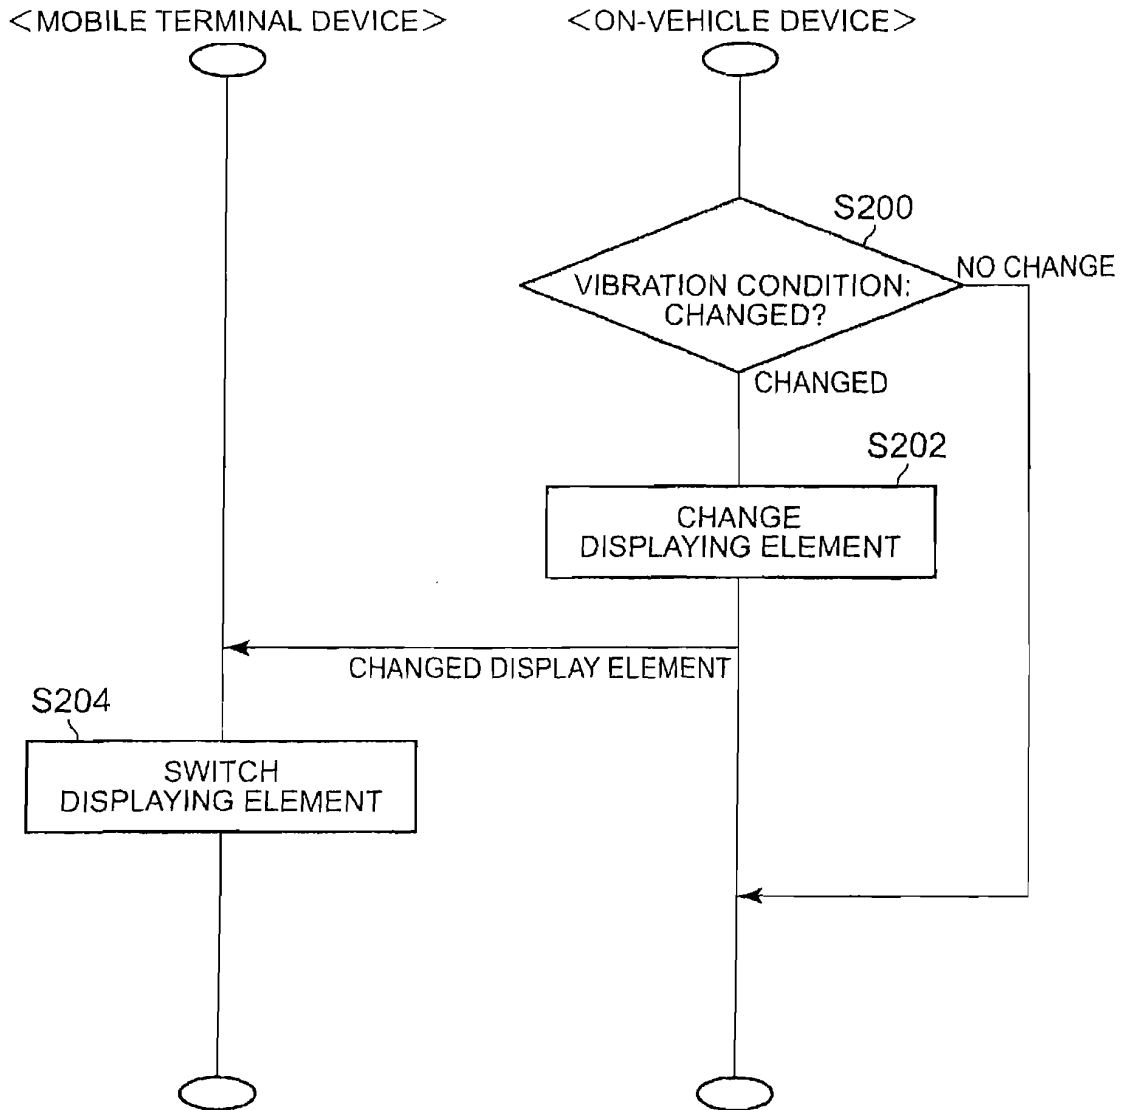 <MOBILE TERMINAL DEVICE>
<ON-VEHICLE DEVICE>
S200
NO CHANGE
VIBRATION CONDITION:
CHANGED?
CHANGED
S202
CHANGE
DISPLAYING ELEMENT
CHANGED DISPLAY ELEMENT
S204
SWITCH
DISPLAYING ELEMENT